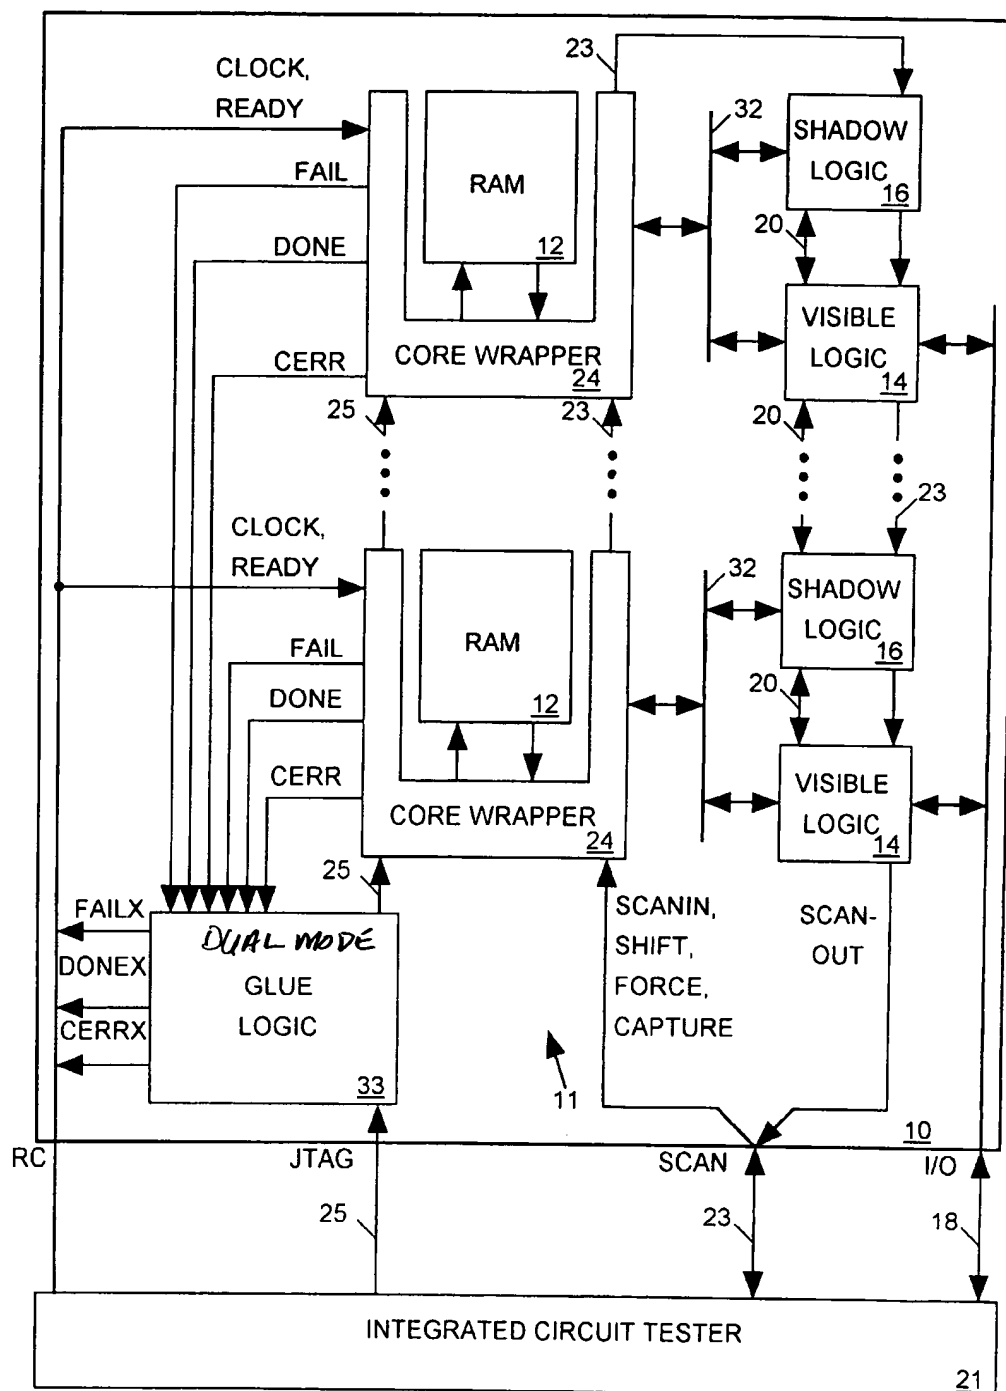 23
CLOCK,
READY
32
SHADOW
LOGIC
16
FAIL
RAM
20
DONE
12
VISIBLE
LOGIC
14
CORE WRAPPER
24
CERR
25
23
20
23
CLOCK,
READY
32
SHADOW
LOGIC
16
FAIL
RAM
20
DONE
12
VISIBLE
LOGIC
14
CERR
CORE WRAPPER
24
25
FAILX
DUAL MODE
SCANIN,
SHIFT,
FORCE,
CAPTURE
SCAN-
OUT
DONEX
GLUE
LOGIC
CERRX
33
11
10
RC
JTAG
SCAN
I/O
25
23
18
INTEGRATED CIRCUIT TESTER
21